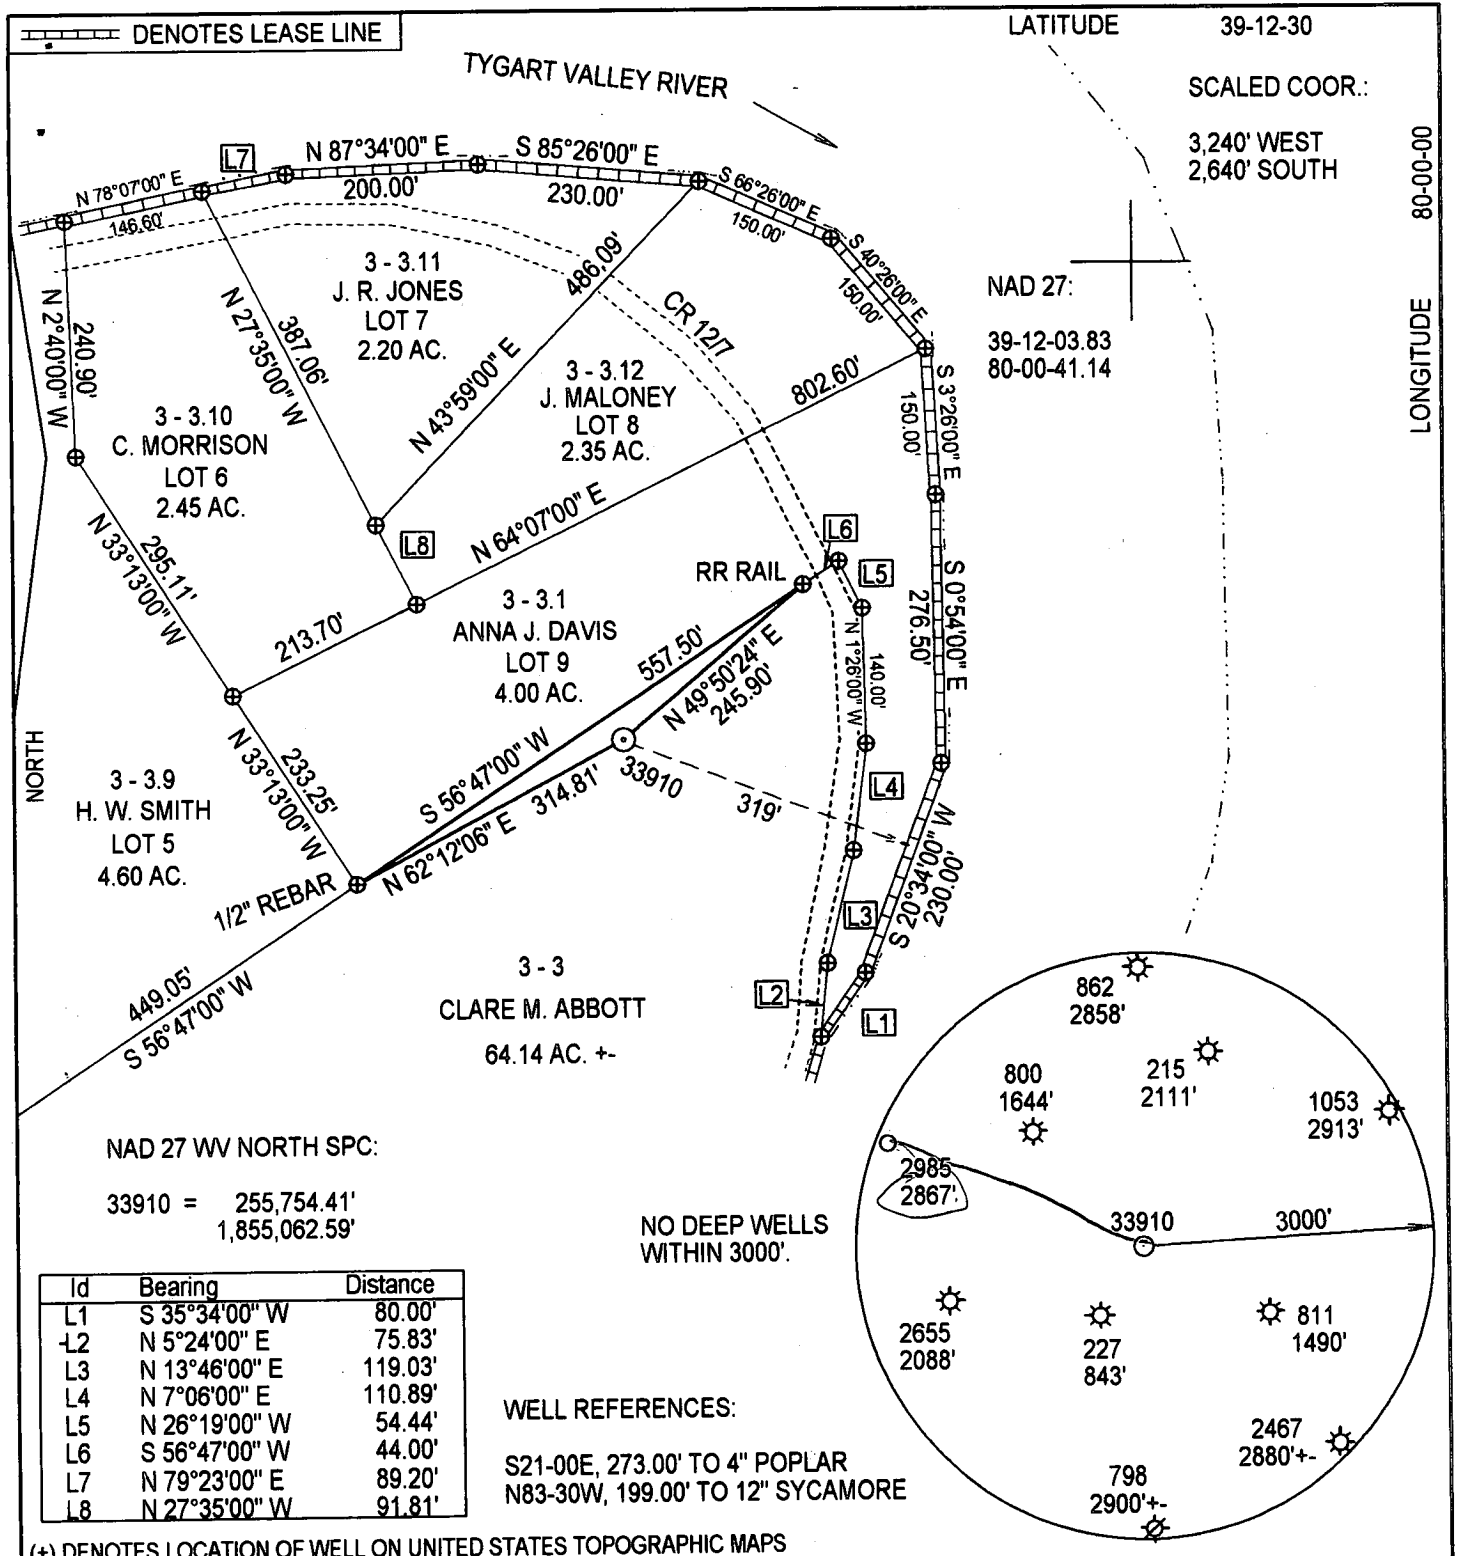 DENOTES LEASE LINE
LATITUDE 39-12-30
TYGART VALLEY RIVER
SCALED COOR.:
3,240' WEST
2,640' SOUTH
80-00-00
LONGITUDE
NAD 27:
39-12-03.83
80-00-41.14
N 78°07'00" E
146.60'
L7
N 87°34'00" E
200.00'
S 85°26'00" E
230.00'
S 66°26'00" E
150.00'
S 40°26'00" E
150.00'
S 3°26'00" E
150.00'
S 0°54'00" E
276.50'
S 20°34'00" W
230.00'
N 2°40'00" W
240.90'
N 27°35'00" W
387.06'
3 - 3.11
J. R. JONES
LOT 7
2.20 AC.
486.09'
N 43°59'00" E
CR 12/7
3 - 3.12
J. MALONEY
LOT 8
2.35 AC.
802.60'
N 64°07'00" E
3 - 3.10
C. MORRISON
LOT 6
2.45 AC.
L8
295.11'
N 33°13'00" W
213.70'
RR RAIL
L6
L5
N 1°26'00" W
140.00'
3 - 3.1
ANNA J. DAVIS
LOT 9
4.00 AC.
557.50'
S 56°47'00" W
N 49°50'24" E
245.90'
33910
319'
314.81'
N 62°12'06" E
233.25'
N 33°13'00" W
NORTH
3 - 3.9
H. W. SMITH
LOT 5
4.60 AC.
1/2" REBAR
L4
L3
L2
L1
449.05'
S 56°47'00" W
3 - 3
CLARE M. ABBOTT
64.14 AC. +-
862
2858'
215
2111'
800
1644'
1053
2913'
2985
2867'
33910
3000'
2655
2088'
227
843'
811
1490'
2467
2880'+-
798
2900'+-
NAD 27 WV NORTH SPC:
33910 = 255,754.41'
1,855,062.59'
NO DEEP WELLS
WITHIN 3000'.
Id Bearing Distance
L1 S 35°34'00" W 80.00'
L2 N 5°24'00" E 75.83'
L3 N 13°46'00" E 119.03'
L4 N 7°06'00" E 110.89'
L5 N 26°19'00" W 54.44'
L6 S 56°47'00" W 44.00'
L7 N 79°23'00" E 89.20'
L8 N 27°35'00" W 91.81'
WELL REFERENCES:
S21-00E, 273.00' TO 4" POPLAR
N83-30W, 199.00' TO 12" SYCAMORE
(+) DENOTES LOCATION OF WELL ON UNITED STATES TOPOGRAPHIC MAPS